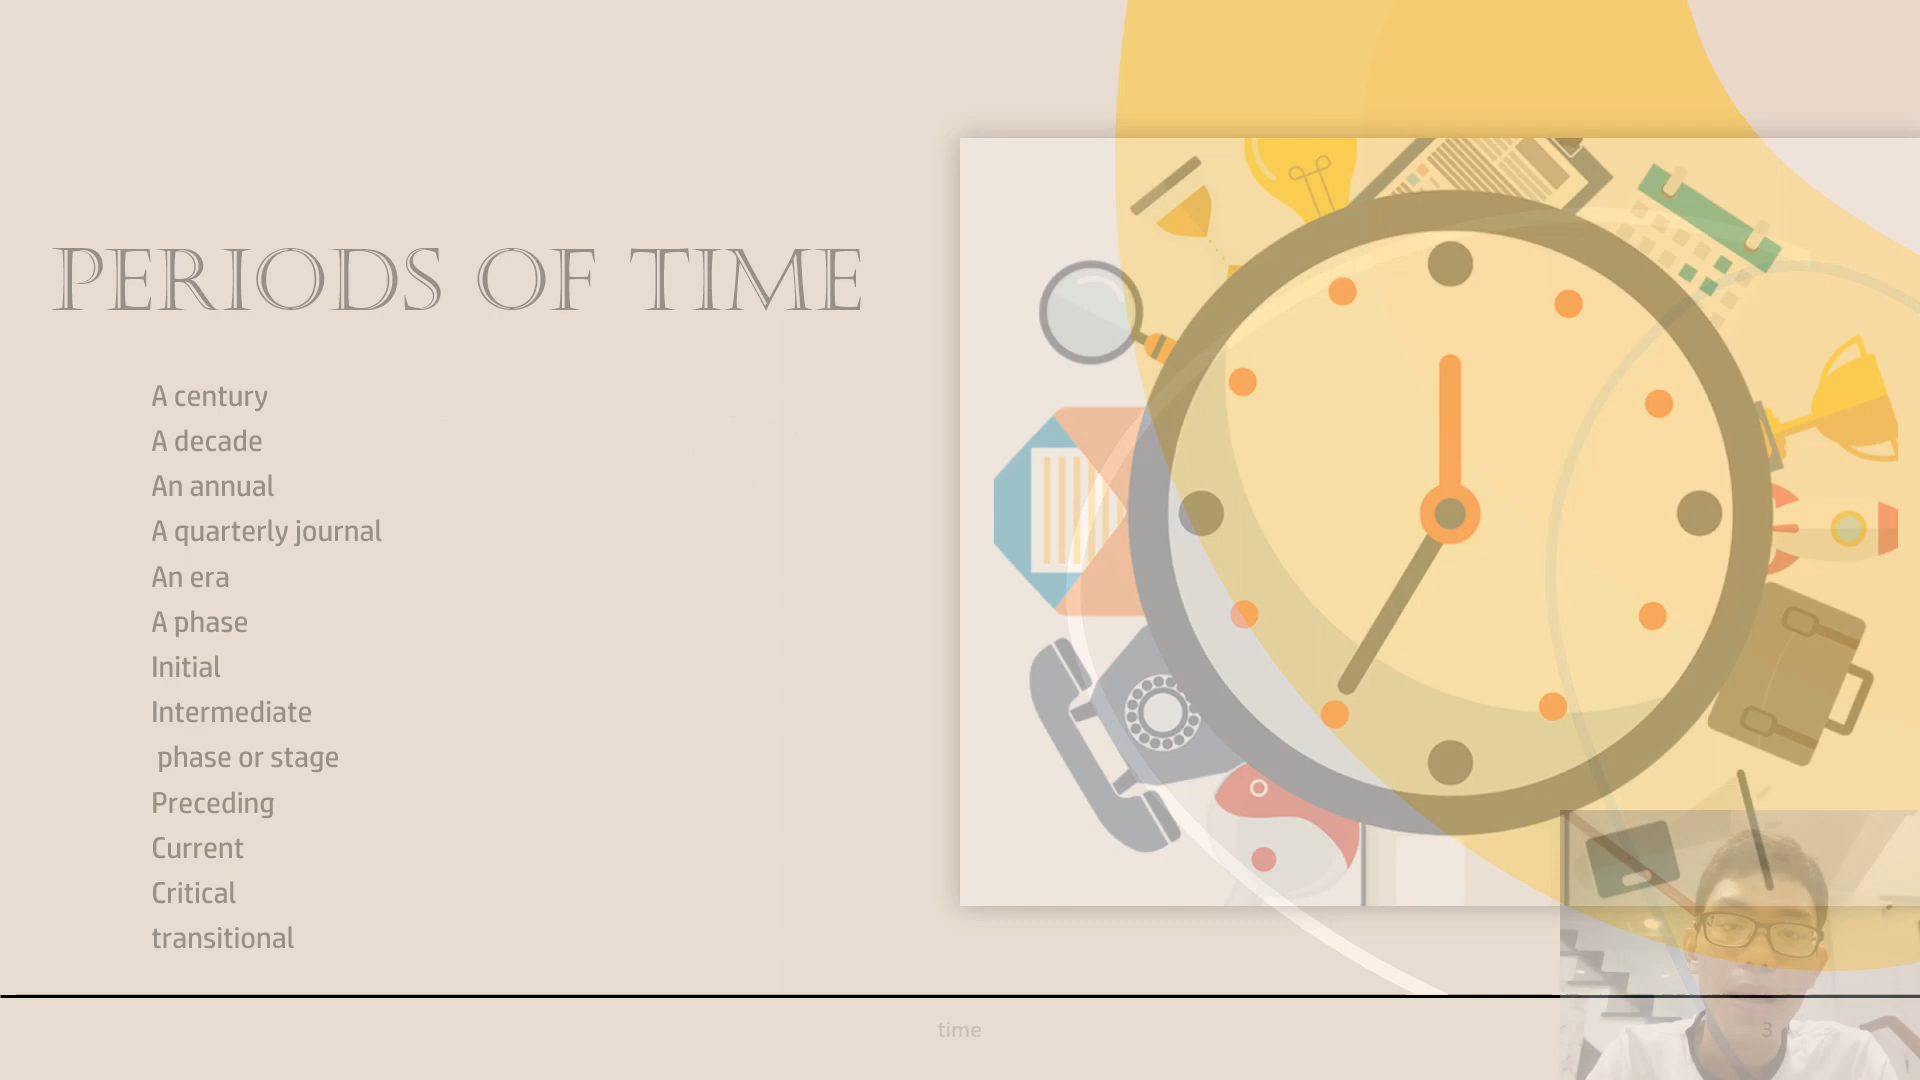 PERIODS OF TIME
A century
A decade
An annual
A quarterly journal
An era
A phase
Initial
Intermediate
phase or stage
Preceding
Current
Critical
transitional
time
3